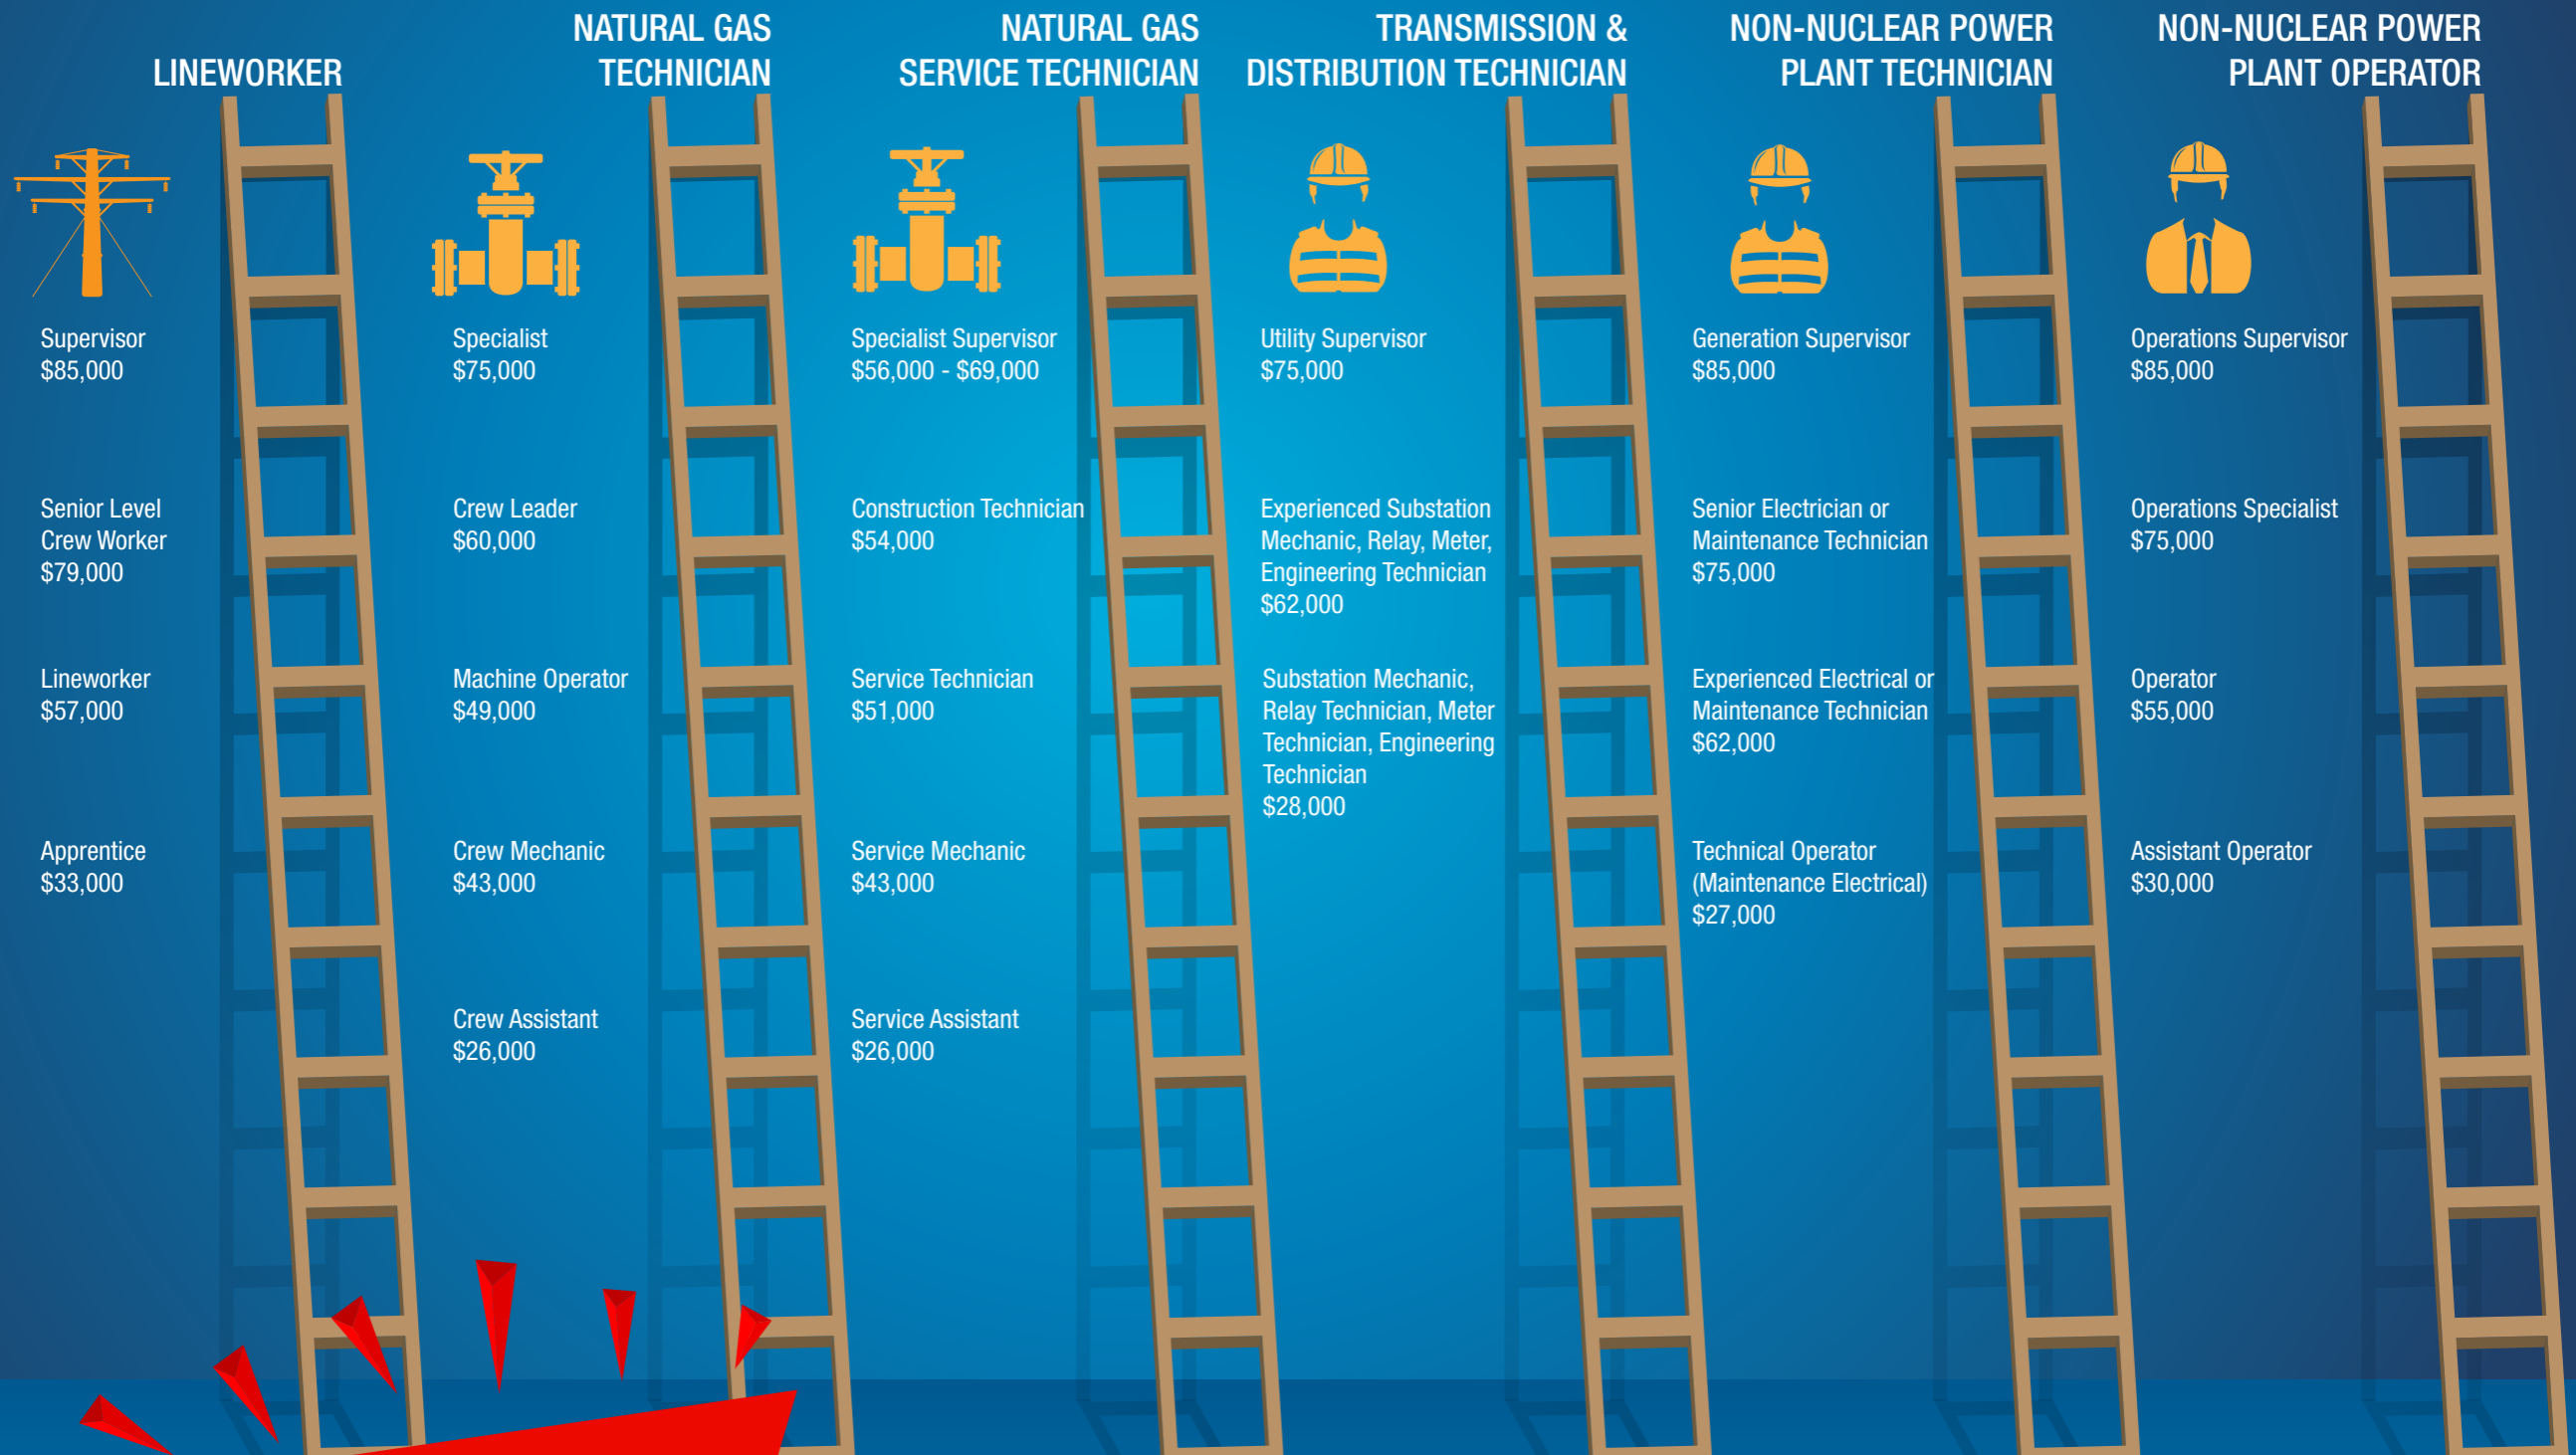 LINEWORKER
Supervisor
$85,000
Senior Level
Crew Worker
$79,000
Lineworker
$57,000
Apprentice
$33,000
NATURAL GAS
TECHNICIAN
Specialist
$75,000
Crew Leader
$60,000
Machine Operator
$49,000
Crew Mechanic
$43,000
Crew Assistant
$26,000
NATURAL GAS
SERVICE TECHNICIAN
Specialist Supervisor
$56,000 - $69,000
Construction Technician
$54,000
Service Technician
$51,000
Service Mechanic
$43,000
Service Assistant
$26,000
TRANSMISSION &
DISTRIBUTION TECHNICIAN
Utility Supervisor
$75,000
Experienced Substation
Mechanic, Relay, Meter,
Engineering Technician
$62,000
Substation Mechanic,
Relay Technician, Meter
Technician, Engineering
Technician
$28,000
NON-NUCLEAR POWER
PLANT TECHNICIAN
Generation Supervisor
$85,000
Senior Electrician or
Maintenance Technician
$75,000
Experienced Electrical or
Maintenance Technician
$62,000
Technical Operator
(Maintenance Electrical)
$27,000
NON-NUCLEAR POWER
PLANT OPERATOR
Operations Supervisor
$85,000
Operations Specialist
$75,000
Operator
$55,000
Assistant Operator
$30,000